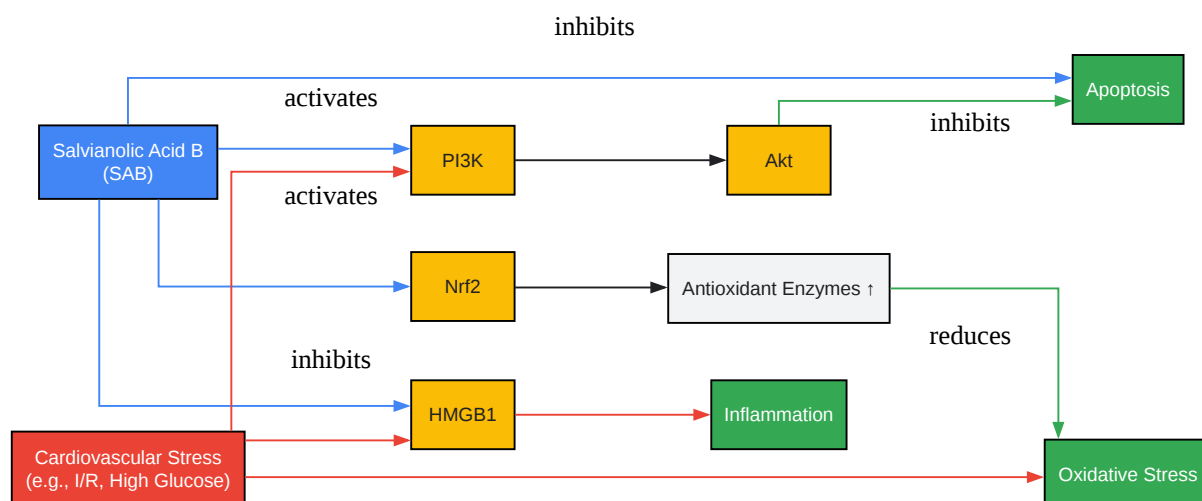 inhibits
Apoptosis
activates
inhibits
Salvianolic Acid B
(SAB)
PI3K
Akt
activates
Nrf2
Antioxidant Enzymes ↑
reduces
inhibits
HMGB1
Inflammation
Cardiovascular Stress
(e.g., I/R, High Glucose)
Oxidative Stress